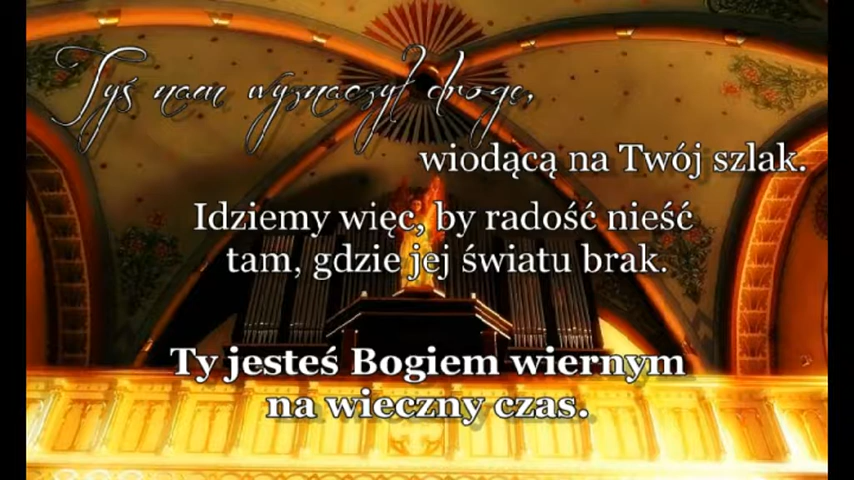 Tyś nam wyznaczył drogę,
wiodącą na Twój szlak.
Idziemy więc, by radość nieść
tam, gdzie jej światu brak.
Ty jesteś Bogiem wiernym
na wieczny czas.